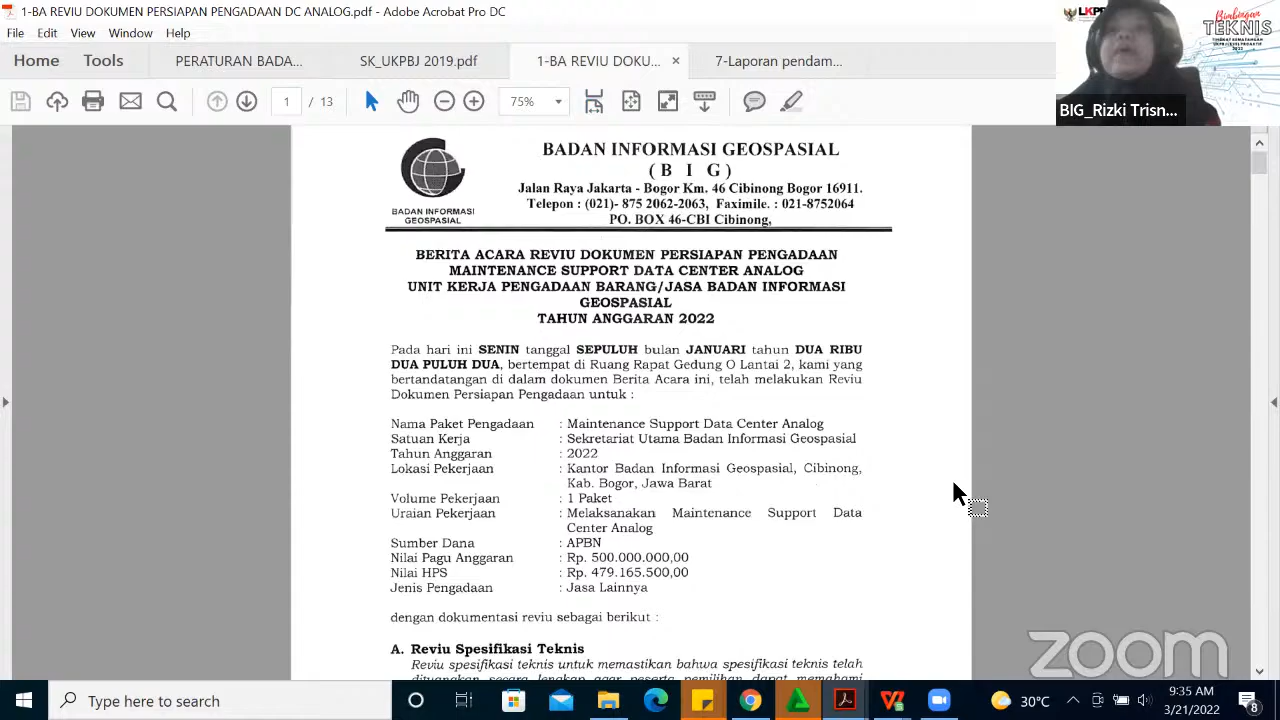 1-BA REVIU DOKUMEN PERSIAPAN PENGADAAN DC ANALOG.pdf - Adobe Acrobat Pro DC
File Edit View Window Help
Home Tools PERATURAN BADA... SK_UKPBJ 2019.pdf 1-BA REVIU DOKU... × 7-Laporan pendam...
1 / 13 75%
Bimbingan
TEKNIS
BIG_Rizki Trisn...
BADAN INFORMASI GEOSPASIAL
( B I G )
Jalan Raya Jakarta - Bogor Km. 46 Cibinong Bogor 16911.
Telepon : (021)- 875 2062-2063, Faximile. : 021-8752064
PO. BOX 46-CBI Cibinong,
BADAN INFORMASI
GEOSPASIAL
BERITA ACARA REVIU DOKUMEN PERSIAPAN PENGADAAN
MAINTENANCE SUPPORT DATA CENTER ANALOG
UNIT KERJA PENGADAAN BARANG/JASA BADAN INFORMASI
GEOSPASIAL
TAHUN ANGGARAN 2022
Pada hari ini SENIN tanggal SEPULUH bulan JANUARI tahun DUA RIBU
DUA PULUH DUA, bertempat di Ruang Rapat Gedung O Lantai 2, kami yang
bertandatangan di dalam dokumen Berita Acara ini, telah melakukan Reviu
Dokumen Persiapan Pengadaan untuk :
Nama Paket Pengadaan : Maintenance Support Data Center Analog
Satuan Kerja : Sekretariat Utama Badan Informasi Geospasial
Tahun Anggaran : 2022
Lokasi Pekerjaan : Kantor Badan Informasi Geospasial, Cibinong,
Kab. Bogor, Jawa Barat
Volume Pekerjaan : 1 Paket
Uraian Pekerjaan : Melaksanakan Maintenance Support Data
Center Analog
Sumber Dana : APBN
Nilai Pagu Anggaran : Rp. 500.000.000,00
Nilai HPS : Rp. 479.165.500,00
Jenis Pengadaan : Jasa Lainnya
dengan dokumentasi reviu sebagai berikut :
A. Reviu Spesifikasi Teknis
Reviu spesifikasi teknis untuk memastikan bahwa spesifikasi teknis telah
dituangkan secara lengkap agar peserta pemilihan dapat memahami
zoom
Type here to search
30°C
9:35 AM
3/21/2022
8